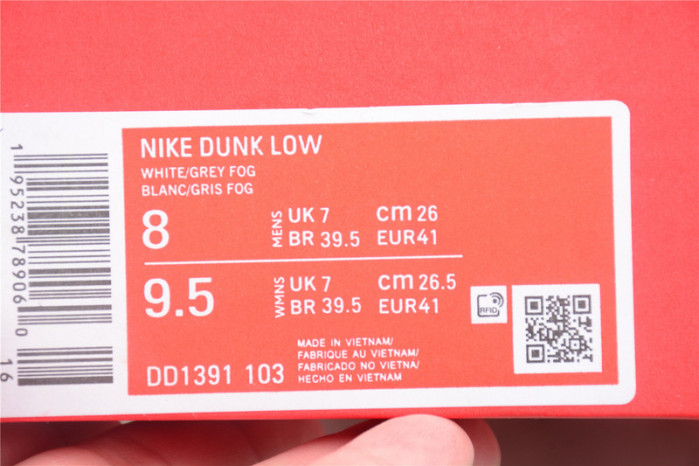 1 95238 78906 0
16
NIKE DUNK LOW
WHITE/GREY FOG
BLANC/GRIS FOG
8 MENS UK 7 cm 26
BR 39.5 EUR41
9.5 WMNS UK 7 cm 26.5
BR 39.5 EUR41
RFID
DD1391 103
MADE IN VIETNAM/
FABRIQUE AU VIETNAM/
FABRICADO NO VIETNA/
HECHO EN VIETNAM